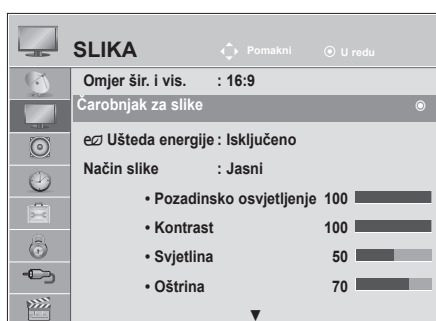 SLIKA Pomakni U redu
Omjer šir. i vis. : 16:9
Čarobnjak za slike
Ušteda energije : Isključeno
Način slike : Jasni
• Pozadinsko osvjetljenje 100
• Kontrast 100
• Svjetlina 50
• Oštrina 70